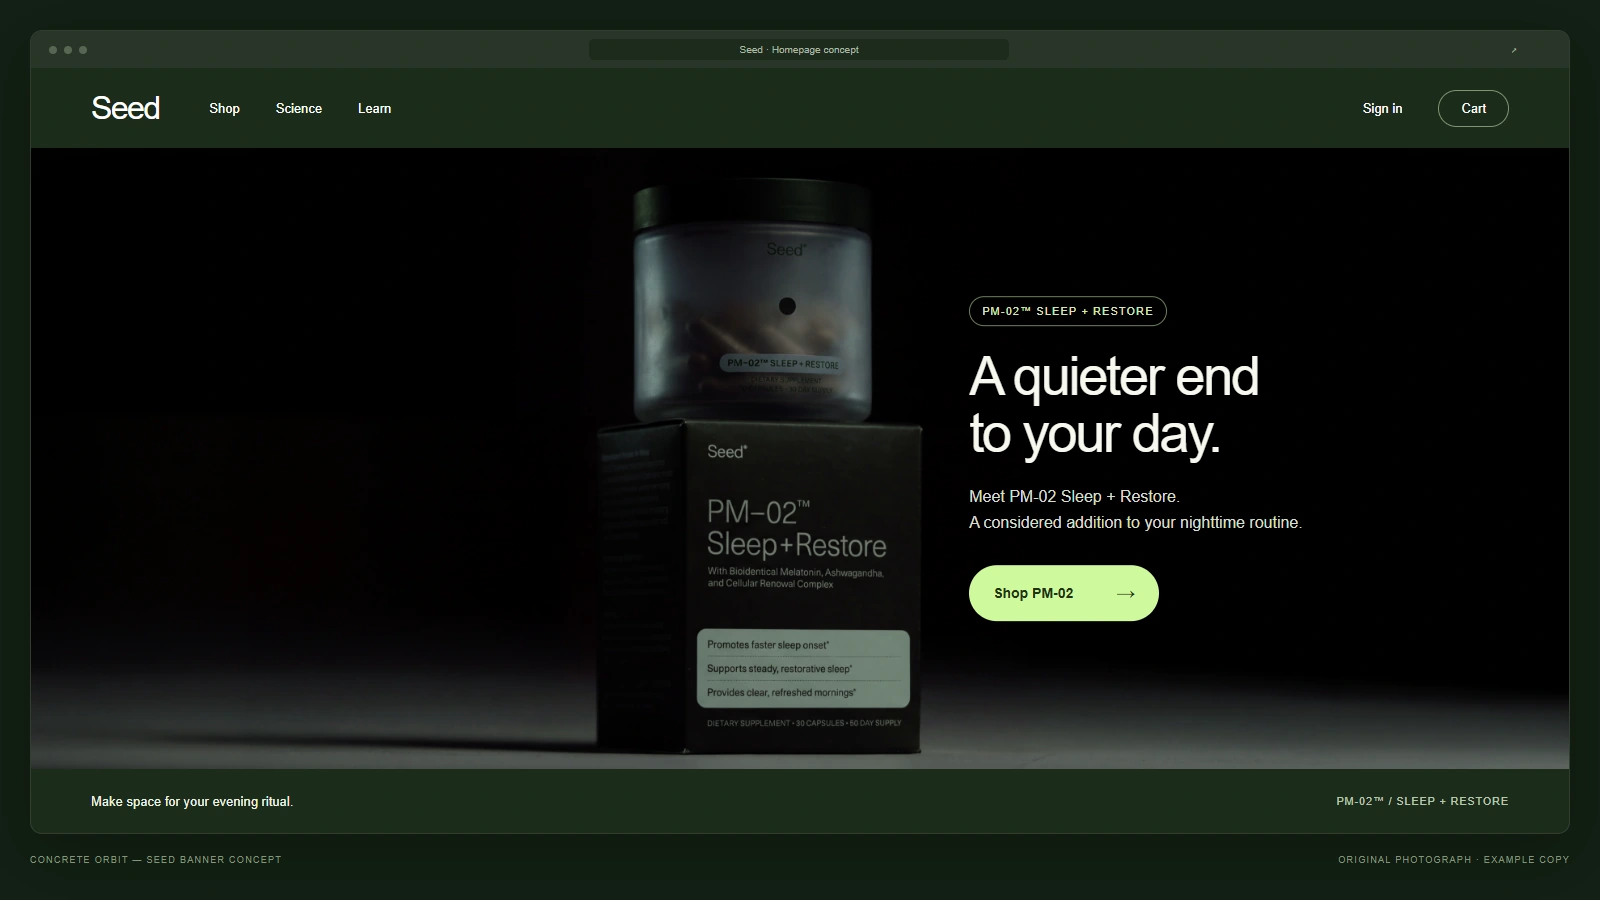 Seed · Homepage concept
Seed
Shop
Science
Learn
Sign in
Cart
Seed
PM–02™ SLEEP + RESTORE
DIETARY SUPPLEMENT
Seed
PM–02™
Sleep+Restore
With Bioidentical Melatonin, Ashwagandha,
and Cellular Renewal Complex
Promotes faster sleep onset*
Supports steady, restorative sleep*
Provides clear, refreshed mornings*
DIETARY SUPPLEMENT • 30 CAPSULES • DAY SUPPLY
PM-02™ SLEEP + RESTORE
A quieter end
to your day.
Meet PM-02 Sleep + Restore.
A considered addition to your nighttime routine.
Shop PM-02 →
Make space for your evening ritual.
PM-02™ / SLEEP + RESTORE
CONCRETE ORBIT — SEED BANNER CONCEPT
ORIGINAL PHOTOGRAPH · EXAMPLE COPY